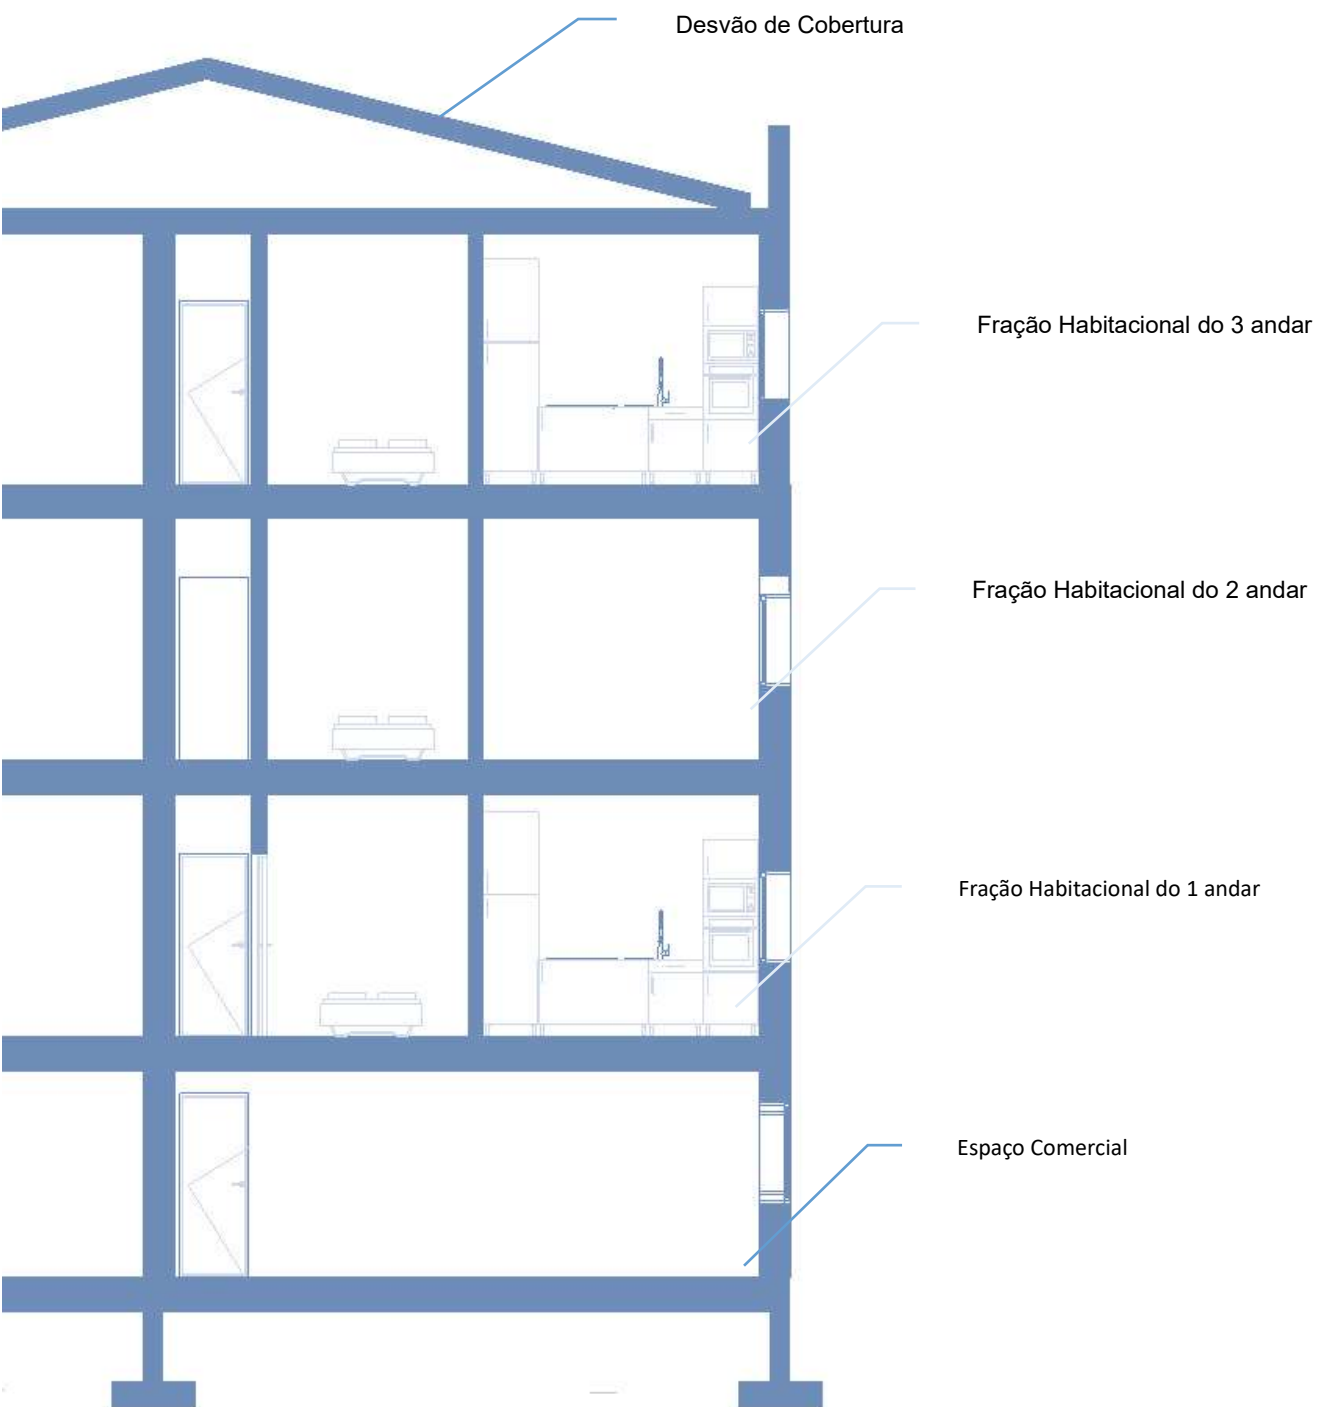 Desvão de Cobertura
Fração Habitacional do 3 andar
Fração Habitacional do 2 andar
Fração Habitacional do 1 andar
Espaço Comercial